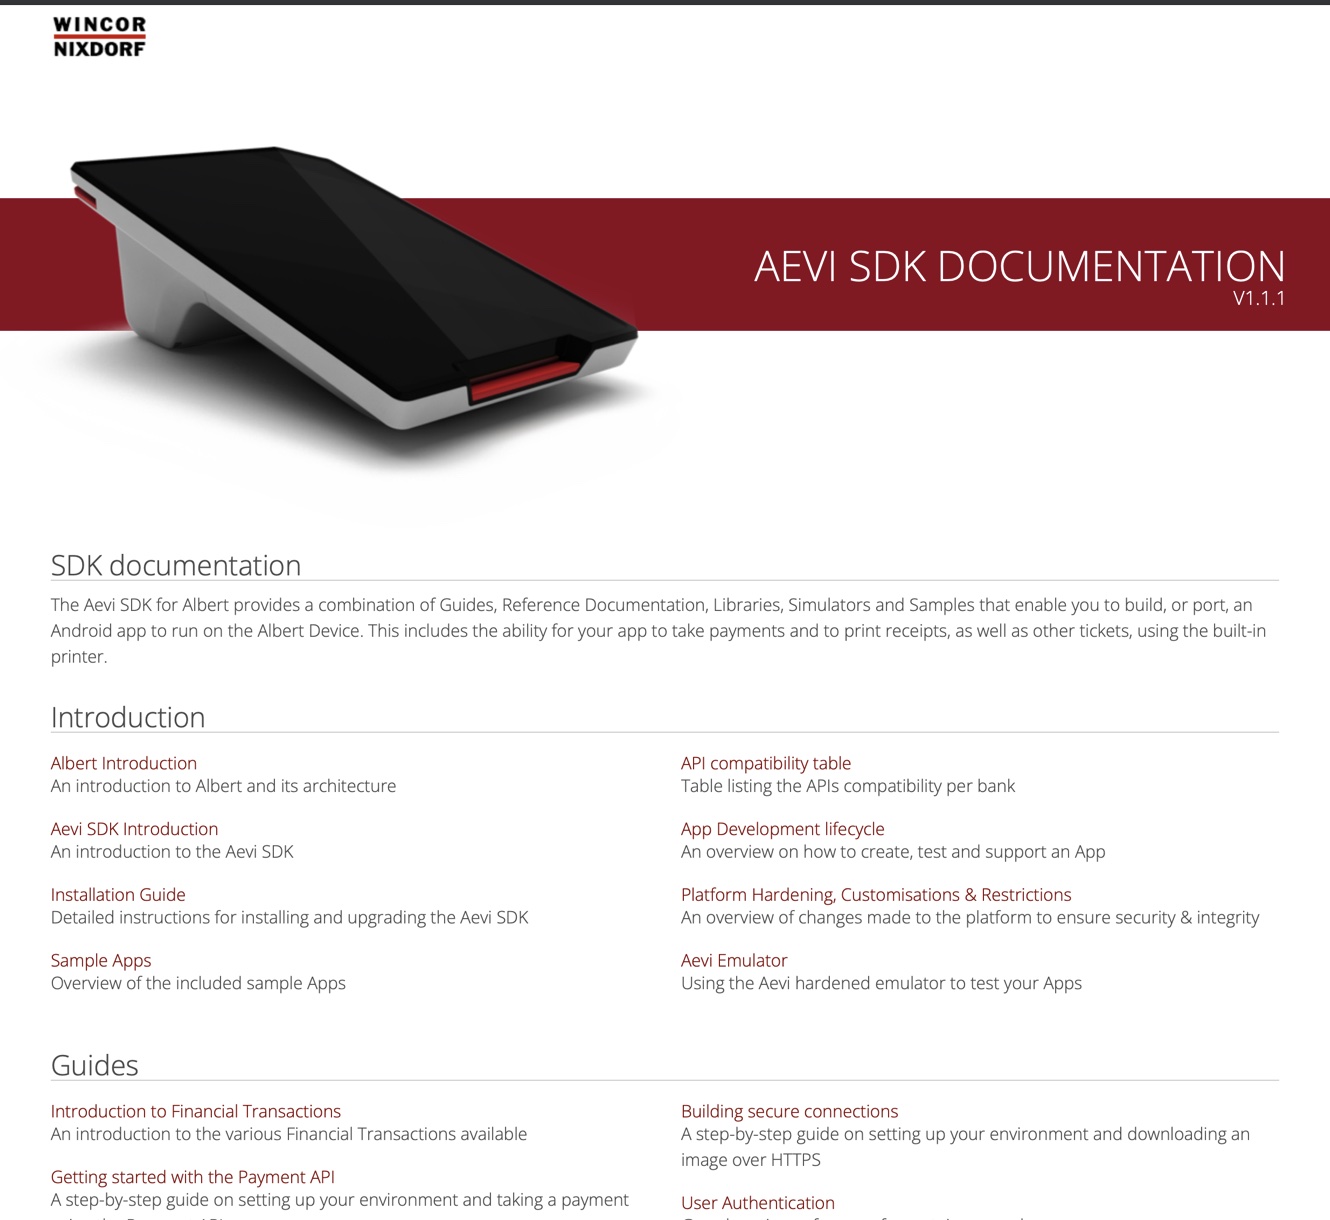 WINCOR
NIXDORF
AEVI SDK DOCUMENTATION
V1.1.1
SDK documentation
The Aevi SDK for Albert provides a combination of Guides, Reference Documentation, Libraries, Simulators and Samples that enable you to build, or port, an
Android app to run on the Albert Device. This includes the ability for your app to take payments and to print receipts, as well as other tickets, using the built-in
printer.
Introduction
Albert Introduction
An introduction to Albert and its architecture
Aevi SDK Introduction
An introduction to the Aevi SDK
Installation Guide
Detailed instructions for installing and upgrading the Aevi SDK
Sample Apps
Overview of the included sample Apps
API compatibility table
Table listing the APIs compatibility per bank
App Development lifecycle
An overview on how to create, test and support an App
Platform Hardening, Customisations & Restrictions
An overview of changes made to the platform to ensure security & integrity
Aevi Emulator
Using the Aevi hardened emulator to test your Apps
Guides
Introduction to Financial Transactions
An introduction to the various Financial Transactions available
Getting started with the Payment API
A step-by-step guide on setting up your environment and taking a payment
Building secure connections
A step-by-step guide on setting up your environment and downloading an
image over HTTPS
User Authentication